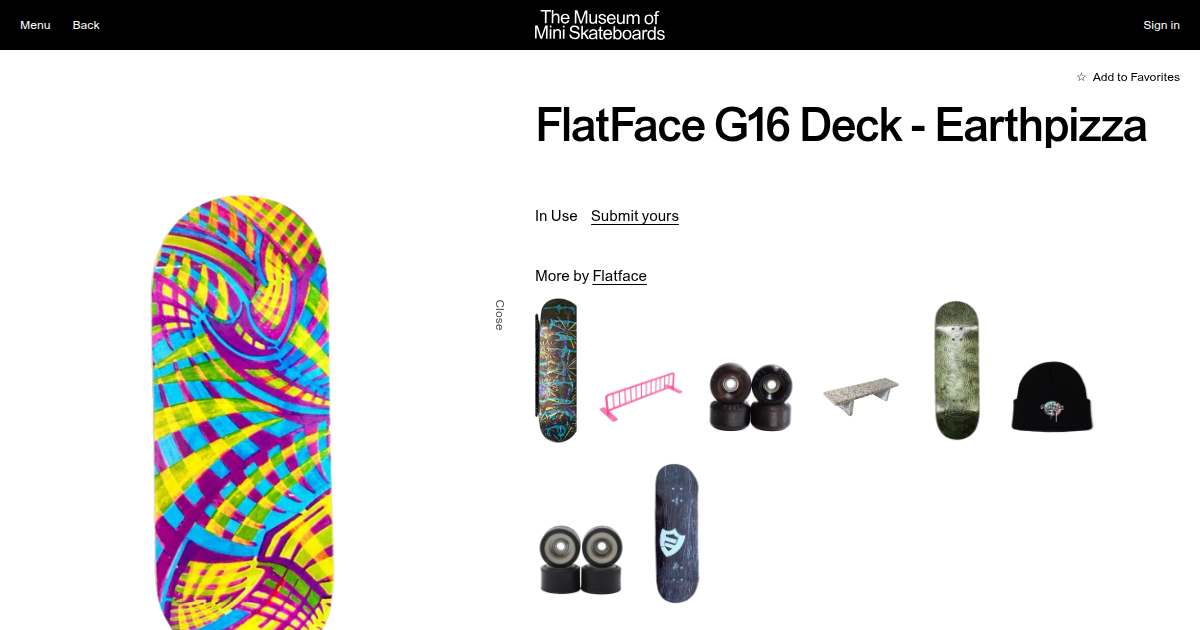 Menu
Back
The Museum of
Mini Skateboards
Sign in
☆ Add to Favorites
FlatFace G16 Deck - Earthpizza
In Use
Submit yours
More by Flatface
Close